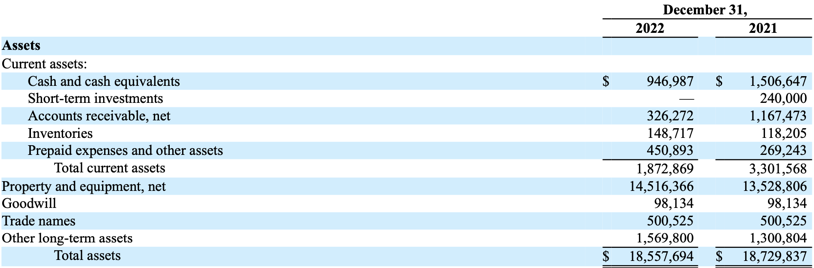 December 31,
2022 2021
Assets
Current assets:
Cash and cash equivalents $ 946,987 $ 1,506,647
Short-term investments — 240,000
Accounts receivable, net 326,272 1,167,473
Inventories 148,717 118,205
Prepaid expenses and other assets 450,893 269,243
Total current assets 1,872,869 3,301,568
Property and equipment, net 14,516,366 13,528,806
Goodwill 98,134 98,134
Trade names 500,525 500,525
Other long-term assets 1,569,800 1,300,804
Total assets $ 18,557,694 $ 18,729,837